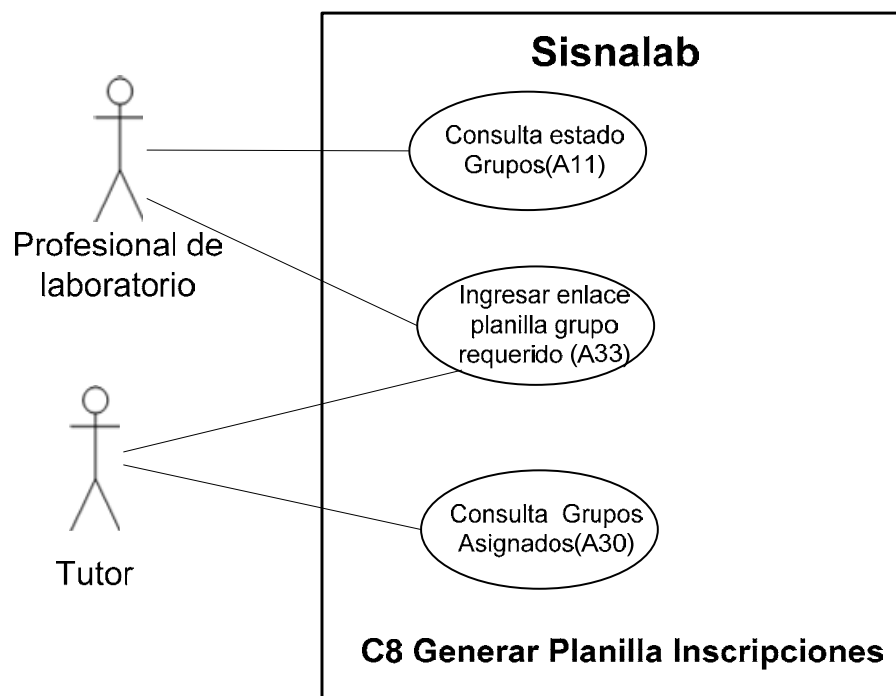 Sisnalab
Consulta estado
Grupos(A11)
Profesional de
laboratorio
Ingresar enlace
planilla grupo
requerido (A33)
Consulta Grupos
Asignados(A30)
Tutor
C8 Generar Planilla Inscripciones